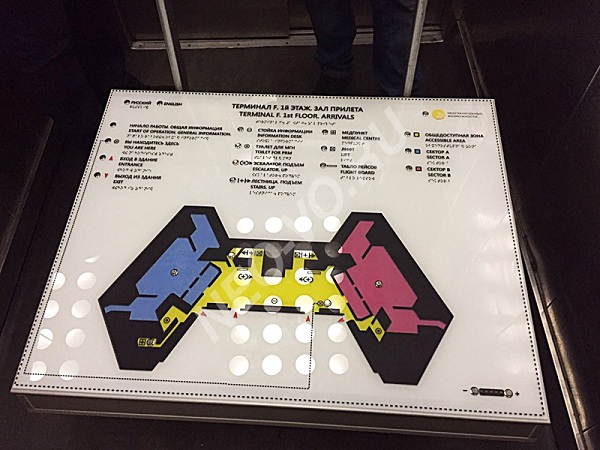 РУССКИЙ
ENGLISH
ТЕРМИНАЛ F. 1й ЭТАЖ, ЗАЛ ПРИЛЕТА
TERMINAL F. 1st FLOOR. ARRIVALS
НАЧАЛО РАБОТЫ. ОБЩАЯ ИНФОРМАЦИЯ
START OF OPERATION. GENERAL INFORMATION.
ВЫ НАХОДИТЕСЬ ЗДЕСЬ
YOU ARE HERE
ВХОД В ЗДАНИЕ
ENTRANCE
ВЫХОД ИЗ ЗДАНИЯ
EXIT
СТОЙКА ИНФОРМАЦИИ
INFORMATION DESK
ТУАЛЕТ ДЛЯ МГН
TOILET FOR PRM
ЭСКАЛАТОР, ПОДЪЕМ
ESCALATOR, UP
ЛЕСТНИЦА, ПОДЪЕМ
STAIRS, UP
МЕДПУНКТ
MEDICAL CENTRE
ЛИФТ
LIFT
ТАБЛО РЕЙСОВ
FLIGHT BOARD
ОБЩЕДОСТУПНАЯ ЗОНА
ACCESSIBLE AREA
СЕКТОР A
SECTOR A
СЕКТОР B
SECTOR B
- +